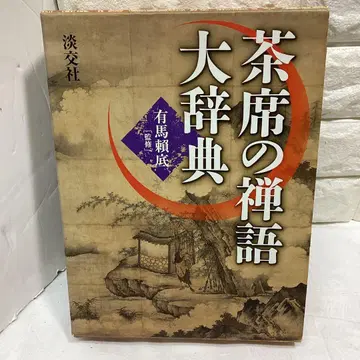 茶席の禅語
大辞典
有馬賴底
[監修]
淡交社